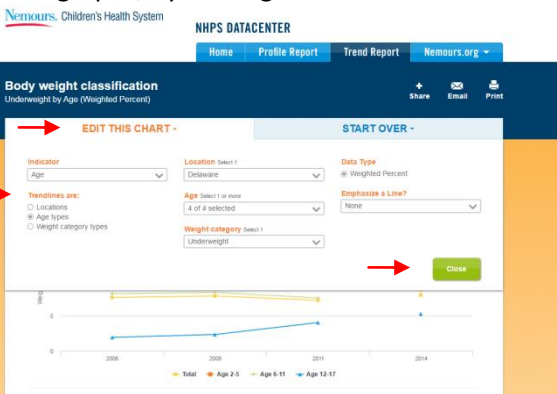 Nemours. Children's Health System
NHPS DATACENTER
Home Profile Report Trend Report Nemours.org
Body weight classification
Underweight by Age (Weighted Percent)
+ Share Email Print
EDIT THIS CHART - START OVER -
Indicator
Age
Trendlines are:
Locations
Age types
Weight category types
Location Select 1
Delaware
Age Select 1 or more
4 of 4 selected
Weight category Select 1
Underweight
Data Type
Weighted Percent
Emphasize a Line?
None
Close
5
0
2006 2008 2011 2014
Total Age 2-5 Age 6-11 Age 12-17